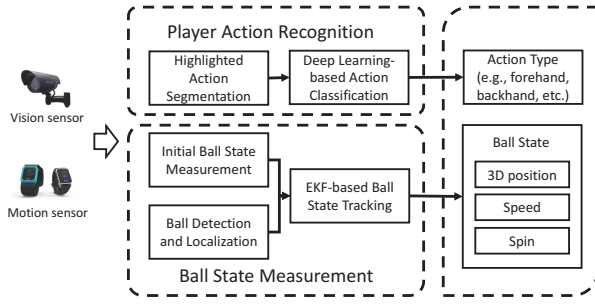 Player Action Recognition
Highlighted
Action
Segmentation
Deep Learning-
based Action
Classification
Action Type
(e.g., forehand,
backhand, etc.)
Vision sensor
Motion sensor
Initial Ball State
Measurement
Ball Detection
and Localization
EKF-based Ball
State Tracking
Ball State Measurement
Ball State
3D position
Speed
Spin